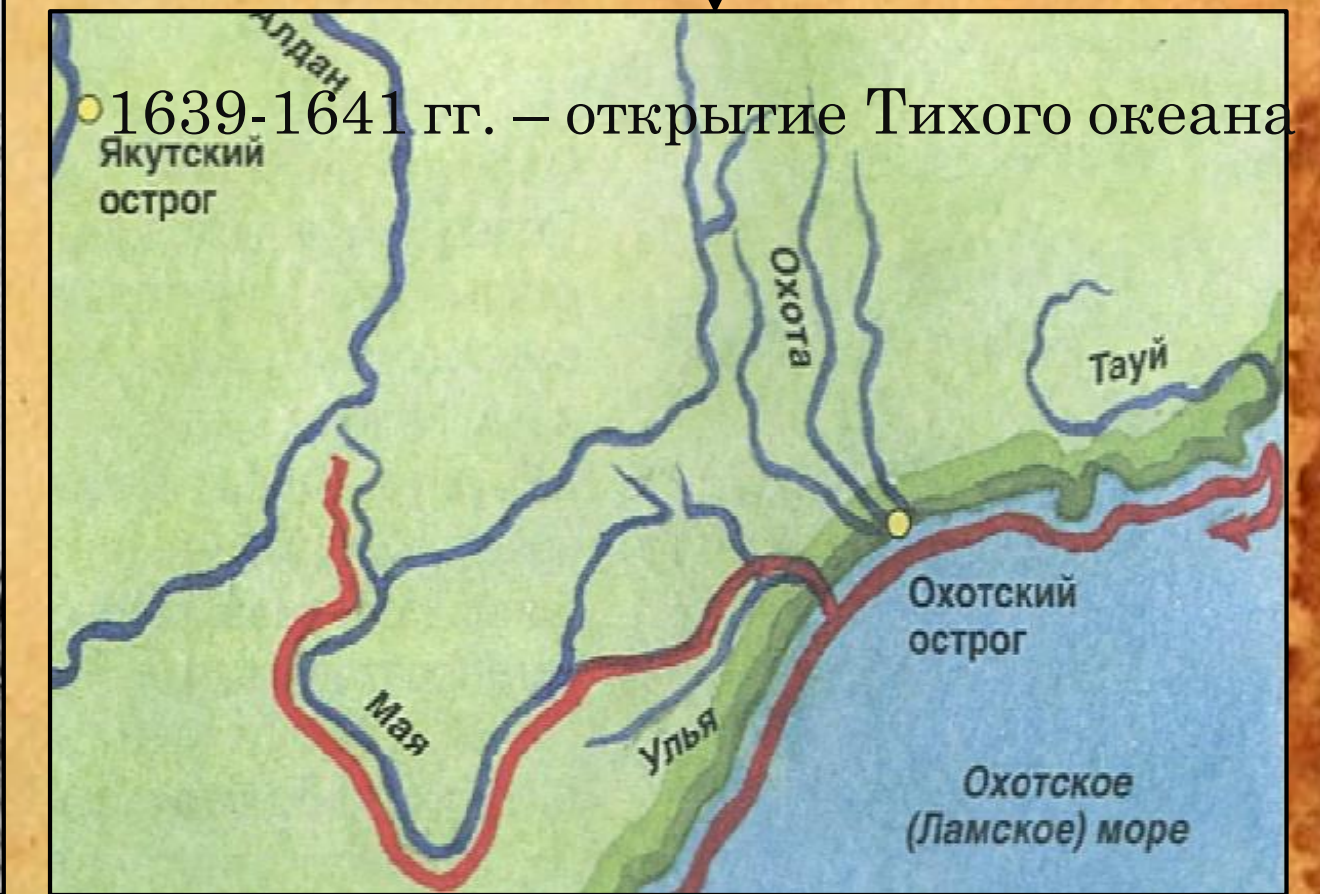 Алдан
1639-1641 гг. – открытие Тихого океана
Якутский
острог
Охота
Тауй
Охотский
острог
Мая
Улья
Охотское
(Ламское) море